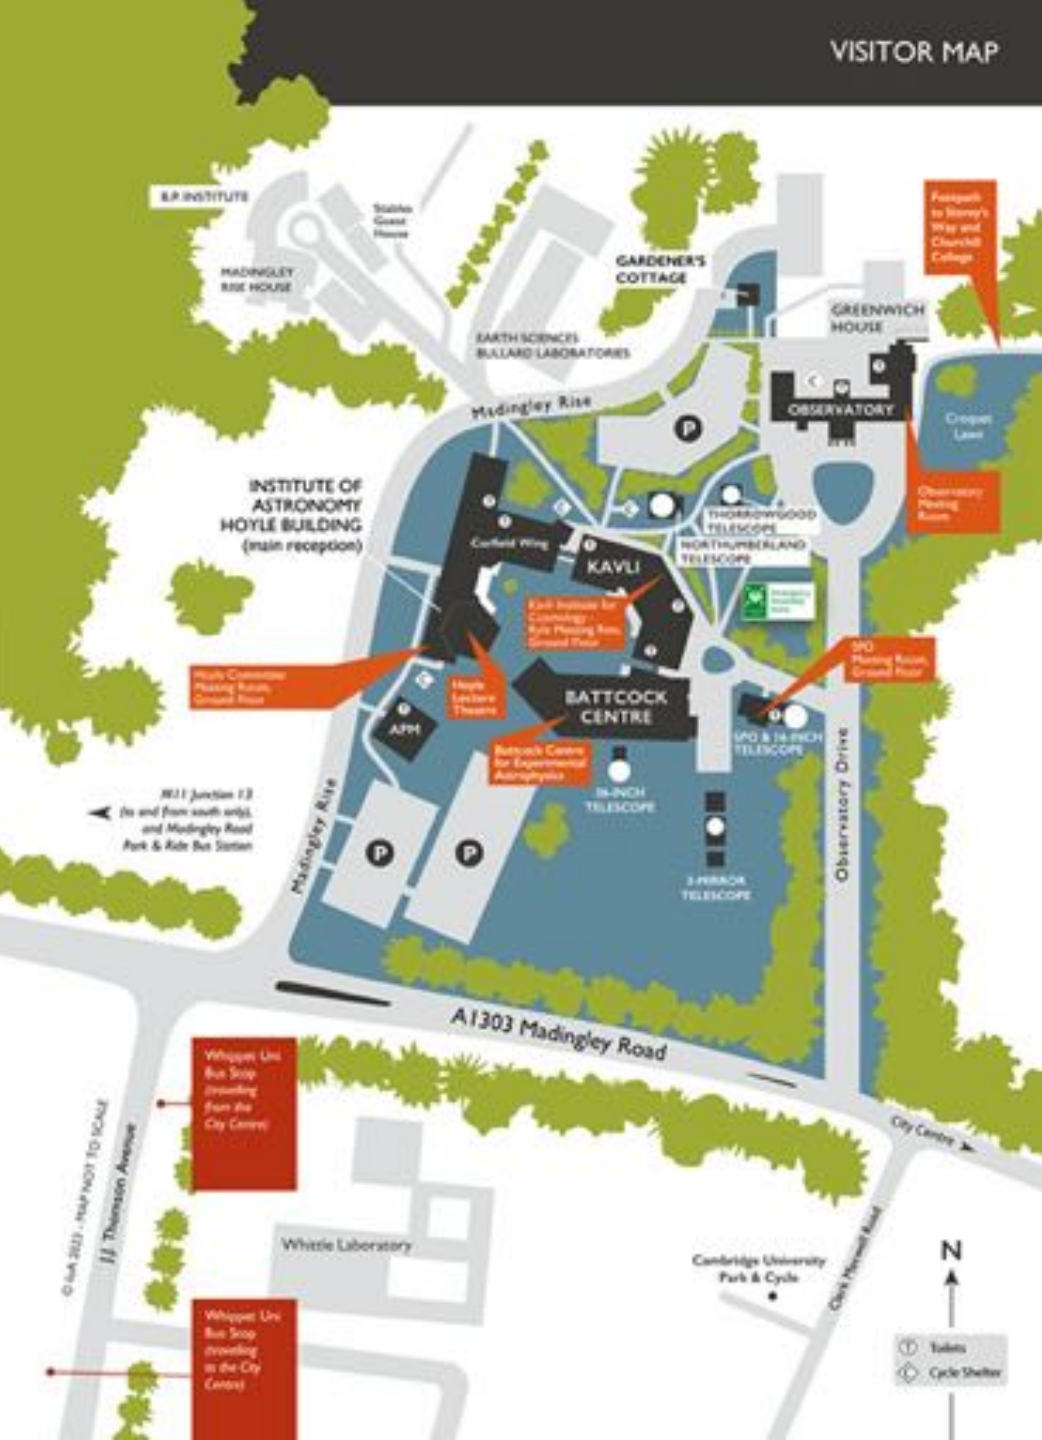 VISITOR MAP
B.P. INSTITUTE
Stables
Guest
House
Footpath
to Storey's
Way and
Churchill
College
MADINGLEY
RISE HOUSE
GARDENER'S
COTTAGE
GREENWICH
HOUSE
EARTH SCIENCES
BULLARD LABORATORIES
T
C
T
OBSERVATORY
Madingley Rise
P
Croquet
Lawn
INSTITUTE OF
ASTRONOMY
HOYLE BUILDING
(main reception)
Observatory
Meeting
Room
THORROWGOOD
TELESCOPE
NORTHUMBERLAND
TELESCOPE
Corfield Wing
KAVLI
Kavli Institute for
Cosmology
Ground Floor
SPO
Meeting Room,
Ground Floor
Hoyle Committee
Meeting Room,
Ground Floor
Hoyle
Lecture
Theatre
BATTCOCK
CENTRE
APM
SPO & 16-INCH
TELESCOPE
Battcock Centre
for Experimental
Astrophysics
36-INCH
TELESCOPE
M11 Junction 13
(to and from south only),
and Madingley Road
Park & Ride Bus Station
Madingley Rise
P
P
Observatory Drive
3-MIRROR
TELESCOPE
A1303 Madingley Road
Whippet Uni
Bus Stop
(travelling
from the
City Centre)
City Centre
© IoA 2022 - MAP NOT TO SCALE
JJ Thomson Avenue
Whittle Laboratory
Cambridge University
Park & Cycle
Clerk Maxwell Road
N
Whippet Uni
Bus Stop
(travelling
to the City
Centre)
T Toilets
C Cycle Shelter